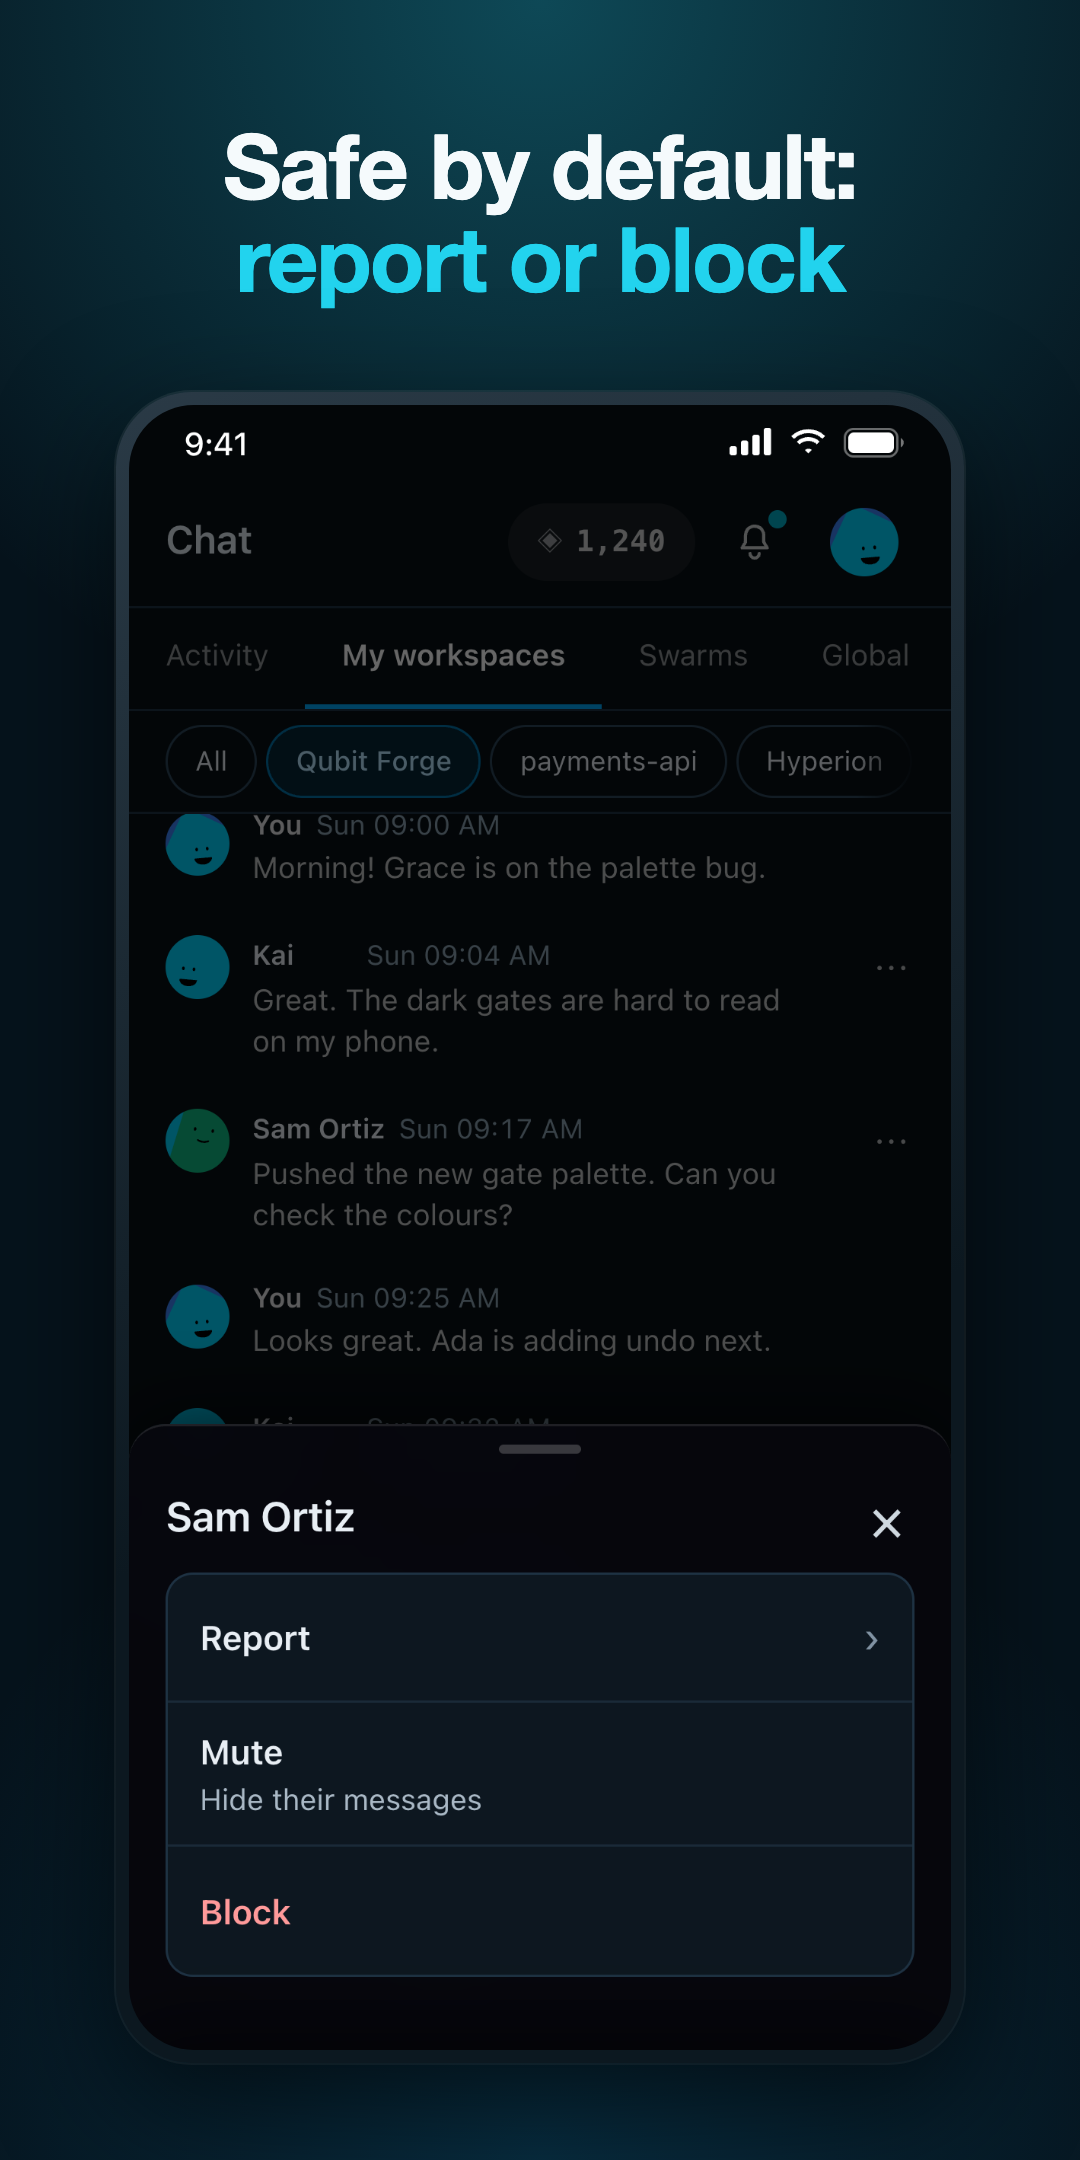 Safe by default:
report or block
9:41
Chat
1,240
Activity My workspaces Swarms Global
All Qubit Forge payments-api Hyperion
You Sun 09:00 AM
Morning! Grace is on the palette bug.
Kai Sun 09:04 AM
Great. The dark gates are hard to read
on my phone.
Sam Ortiz Sun 09:17 AM
Pushed the new gate palette. Can you
check the colours?
You Sun 09:25 AM
Looks great. Ada is adding undo next.
Kai
Sam Ortiz
Report
Mute
Hide their messages
Block